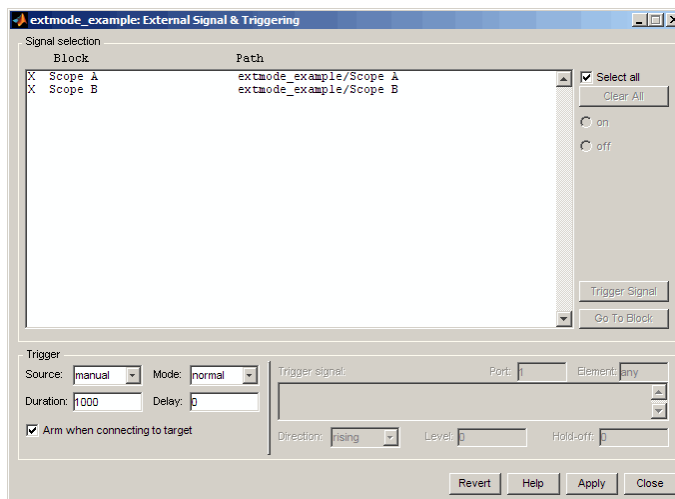 extmode_example: External Signal & Triggering
Signal selection
Block Path
X Scope A extmode_example/Scope A
X Scope B extmode_example/Scope B
Select all
Clear All
on
off
Trigger Signal
Go To Block
Trigger
Source: manual Mode: normal
Duration: 1000 Delay: 0
Arm when connecting to target
Trigger signal: Port: 1 Element: any
Direction: rising Level: 0 Hold-off: 0
Revert Help Apply Close